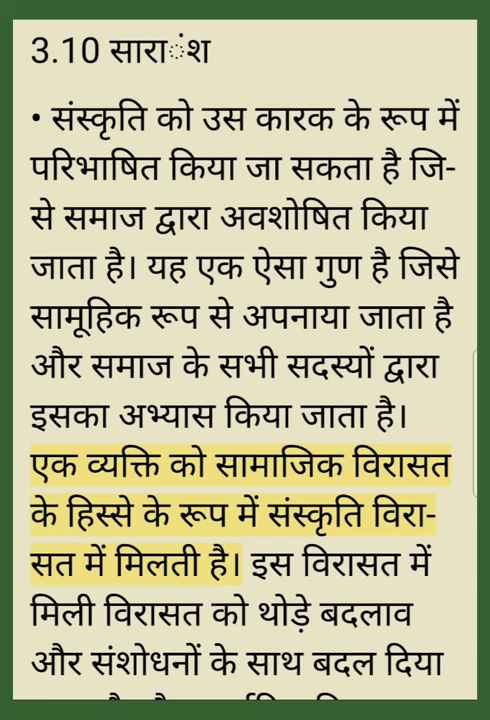 3.10 सारांश
• संस्कृति को उस कारक के रूप में
परिभाषित किया जा सकता है जि-
से समाज द्वारा अवशोषित किया
जाता है। यह एक ऐसा गुण है जिसे
सामूहिक रूप से अपनाया जाता है
और समाज के सभी सदस्यों द्वारा
इसका अभ्यास किया जाता है।
एक व्यक्ति को सामाजिक विरासत
के हिस्से के रूप में संस्कृति विरा-
सत में मिलती है। इस विरासत में
मिली विरासत को थोड़े बदलाव
और संशोधनों के साथ बदल दिया